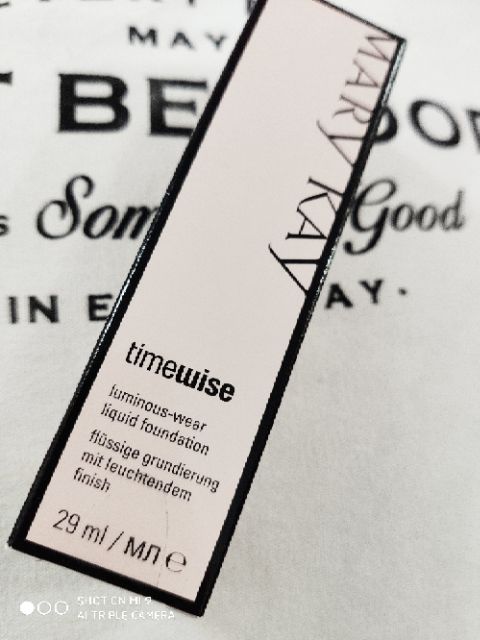 MAY
BE
Som Good
IN E AY.
MARY KAY
timewise
luminous-wear
liquid foundation
flüssige grundierung
mit leuchtendem
finish
29 ml / МЛ ℮
SHOT ON MI 9
AI TRIPLE CAMERA